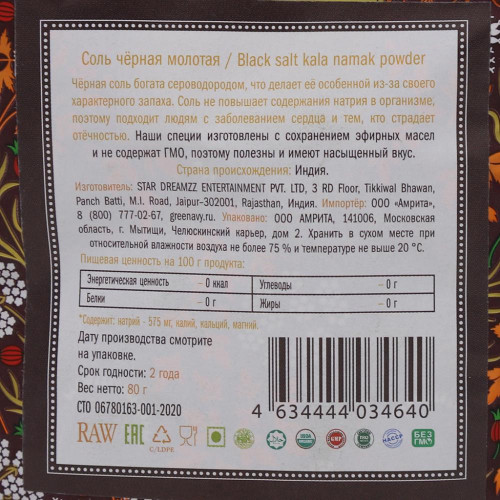 Соль чёрная молотая / Black salt kala namak powder
Чёрная соль богата сероводородом, что делает её особенной из-за своего
характерного запаха. Соль не повышает содержания натрия в организме,
поэтому подходит людям с заболеванием сердца и тем, кто страдает
отёчностью. Наши специи изготовлены с сохранением эфирных масел
и не содержат ГМО, поэтому полезны и имеют насыщенный вкус.
Страна происхождения: Индия.
Изготовитель: STAR DREAMZZ ENTERTAINMENT PVT. LTD, 3 RD Floor, Tikkiwal Bhawan,
Panch Batti, M.I. Road, Jaipur-302001, Rajasthan, Индия. Импортёр: ООО «Амрита»,
8 (800) 777-02-67, greenavy.ru. Упаковано: ООО АМРИТА, 141006, Московская
область, г. Мытищи, Челюскинский карьер, дом 2. Хранить в сухом месте при
относительной влажности воздуха не более 75 % и температуре не выше 20 °C.
Пищевая ценность на 100 г продукта:
Энергетическая ценность – 0 ккал Углеводы – 0 г
Белки – 0 г Жиры – 0 г
*Содержит: натрий - 575 мг, калий, кальций, магний.
Дату производства смотрите
на упаковке.
Срок годности: 2 года
Вес нетто: 80 г
СТО 06780163-001-2020
4 634444 034640
RAW ЕАС C/LDPE GMP HACCP БЕЗ ГМО